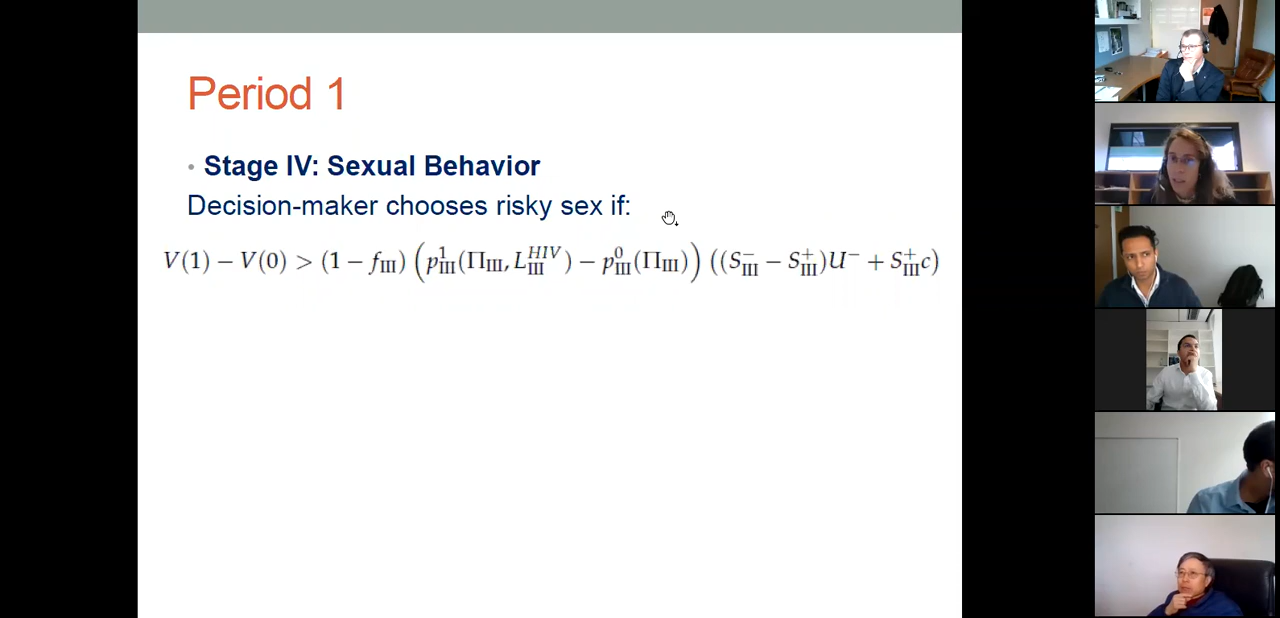 Period 1
• Stage IV: Sexual Behavior
Decision-maker chooses risky sex if:
V(1) − V(0) > (1 − f_III) (p^1_III(Π_III, L^HIV_III) − p^0_III(Π_III)) ((S^−_III − S^+_III)U^− + S^+_III c)